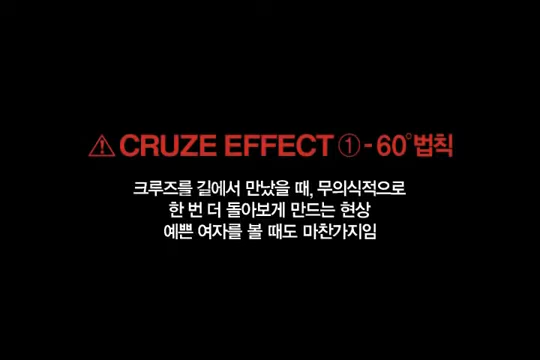 ⚠ CRUZE EFFECT ① - 60° 법칙
크루즈를 길에서 만났을 때, 무의식적으로
한 번 더 돌아보게 만드는 현상
예쁜 여자를 볼 때도 마찬가지임